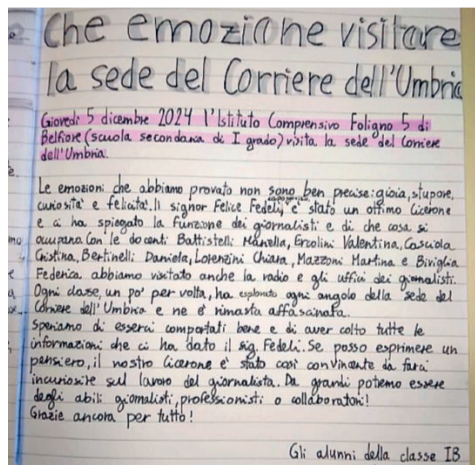 Che emozione visitare
la sede del Corriere dell'Umbria
Giovedì 5 dicembre 2024 l'Istituto Comprensivo Foligno 5 di
Belfiore (scuola secondaria di I grado) visita la sede del Corriere
dell'Umbria.
Le emozioni che abbiamo provato non sono ben precise: gioia, stupore,
curiosità e felicità. Il signor Felice Fedeli, è stato un ottimo Cicerone
e ci ha spiegato la funzione dei giornalisti e di che cosa si
occupano. Con le docenti Battistelli Mariella, Ercolini Valentina, Casciola
Cristina, Bertinelli Daniela, Lorenzini Chiara, Mazzoni Martina e Biviglia
Federica abbiamo visitato anche la radio e gli uffici dei giornalisti.
Ogni classe, un po' per volta, ha esplorato ogni angolo della sede del
Corriere dell'Umbria e ne è rimasta affascinata.
Speriamo di esserci comportati bene e di aver colto tutte le
informazioni che ci ha dato il sig. Fedeli. Se posso esprimere un
pensiero, il nostro Cicerone è stato così convincente da farci
incuriosire sul lavoro del giornalista. Da grandi potremo essere
degli abili giornalisti, professionisti o collaboratori!
Grazie ancora per tutto!
Gli alunni della classe IB